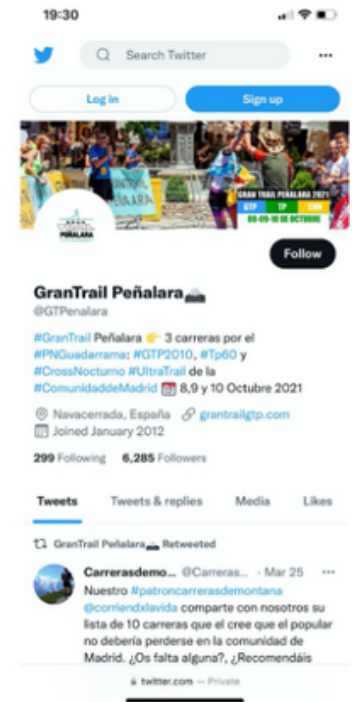 19:30
Search Twitter
Log in
Sign up
GRAN TRAIL PEÑALARA 2021
GTP TP
08-09-10 DE OCTUBRE
PEÑALARA
Follow
GranTrail Peñalara🏔️
@GTPenalara
#GranTrail Peñalara 👉 3 carreras por el
#PNGuadarrama: #GTP2010, #Tp60 y
#CrossNocturno #UltraTrail de la
#ComunidaddeMadrid 📅 8,9 y 10 Octubre 2021
Navacerrada, España grantrailgtp.com
Joined January 2012
299 Following 6,285 Followers
Tweets Tweets & replies Media Likes
GranTrail Peñalara🏔️ Retweeted
Carrerasdemo... @Carreras... · Mar 25
Nuestro #patroncarrerasdemontana
@corriendxlavida comparte con nosotros su
lista de 10 carreras que el cree que el popular
no debería perderse en la comunidad de
Madrid. ¿Os falta alguna?, ¿Recomendáis
twitter.com — Private